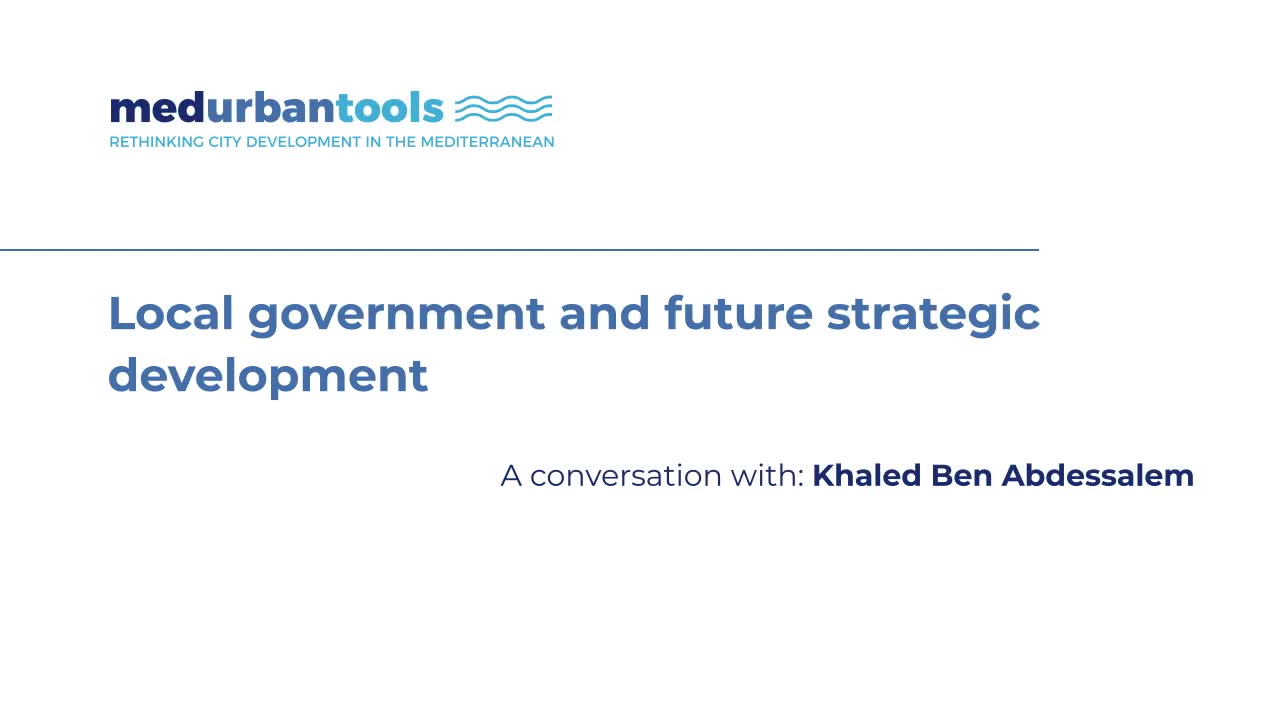 medurbantools
RETHINKING CITY DEVELOPMENT IN THE MEDITERRANEAN
Local government and future strategic
development
A conversation with: Khaled Ben Abdessalem